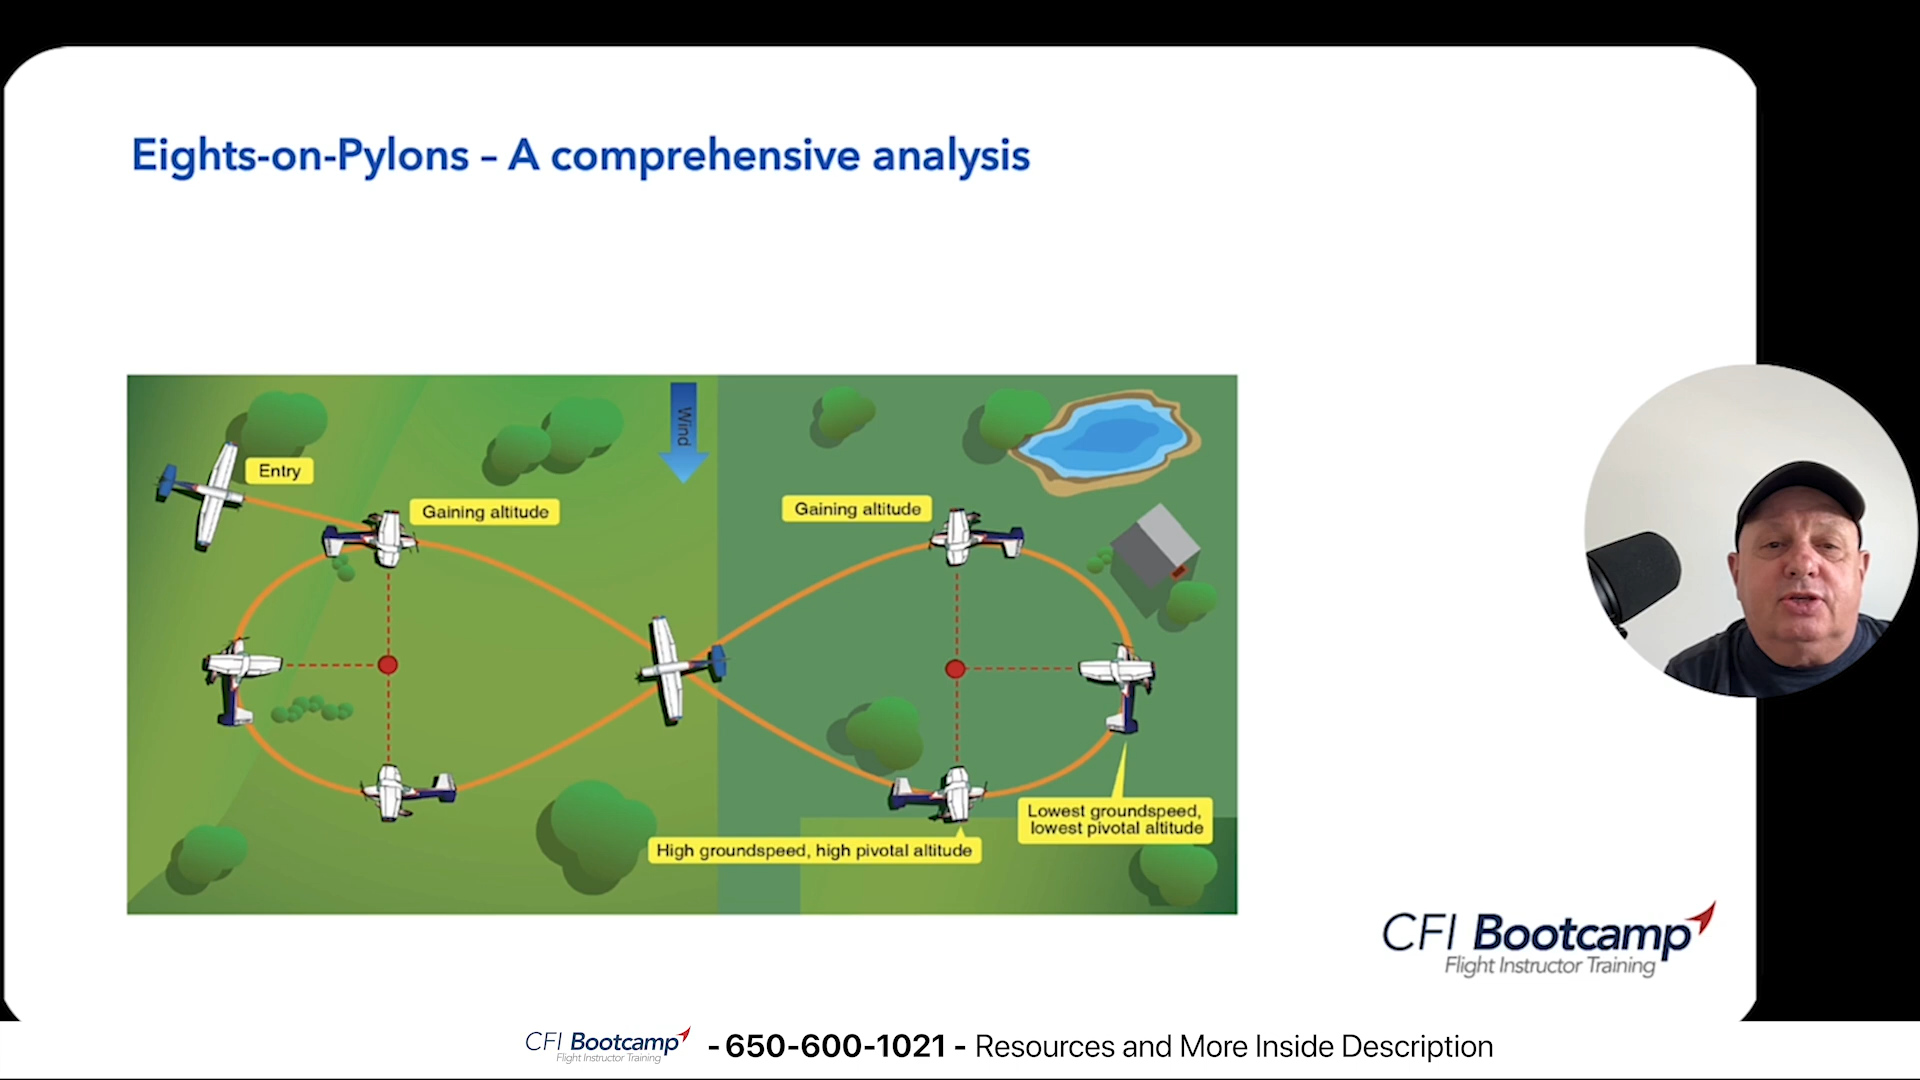 Eights-on-Pylons – A comprehensive analysis
Wind
Entry
Gaining altitude
Gaining altitude
Lowest groundspeed,
lowest pivotal altitude
High groundspeed, high pivotal altitude
CFI Bootcamp
Flight Instructor Training
CFI Bootcamp
Flight Instructor Training
- 650-600-1021 - Resources and More Inside Description